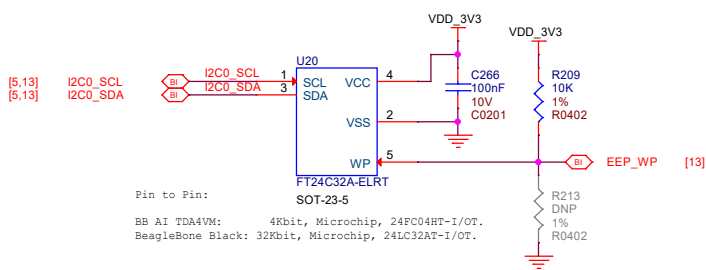 VDD_3V3
VDD_3V3
U20
[5,13] I2C0_SCL BI I2C0_SCL 1 SCL VCC 4
[5,13] I2C0_SDA BI I2C0_SDA 3 SDA
C266
100nF
10V
C0201
R209
10K
1%
R0402
VSS 2
WP 5
BI EEP_WP [13]
FT24C32A-ELRT
SOT-23-5
R213
DNP
1%
R0402
Pin to Pin:
BB AI TDA4VM: 4Kbit, Microchip, 24FC04HT-I/OT.
BeagleBone Black: 32Kbit, Microchip, 24LC32AT-I/OT.